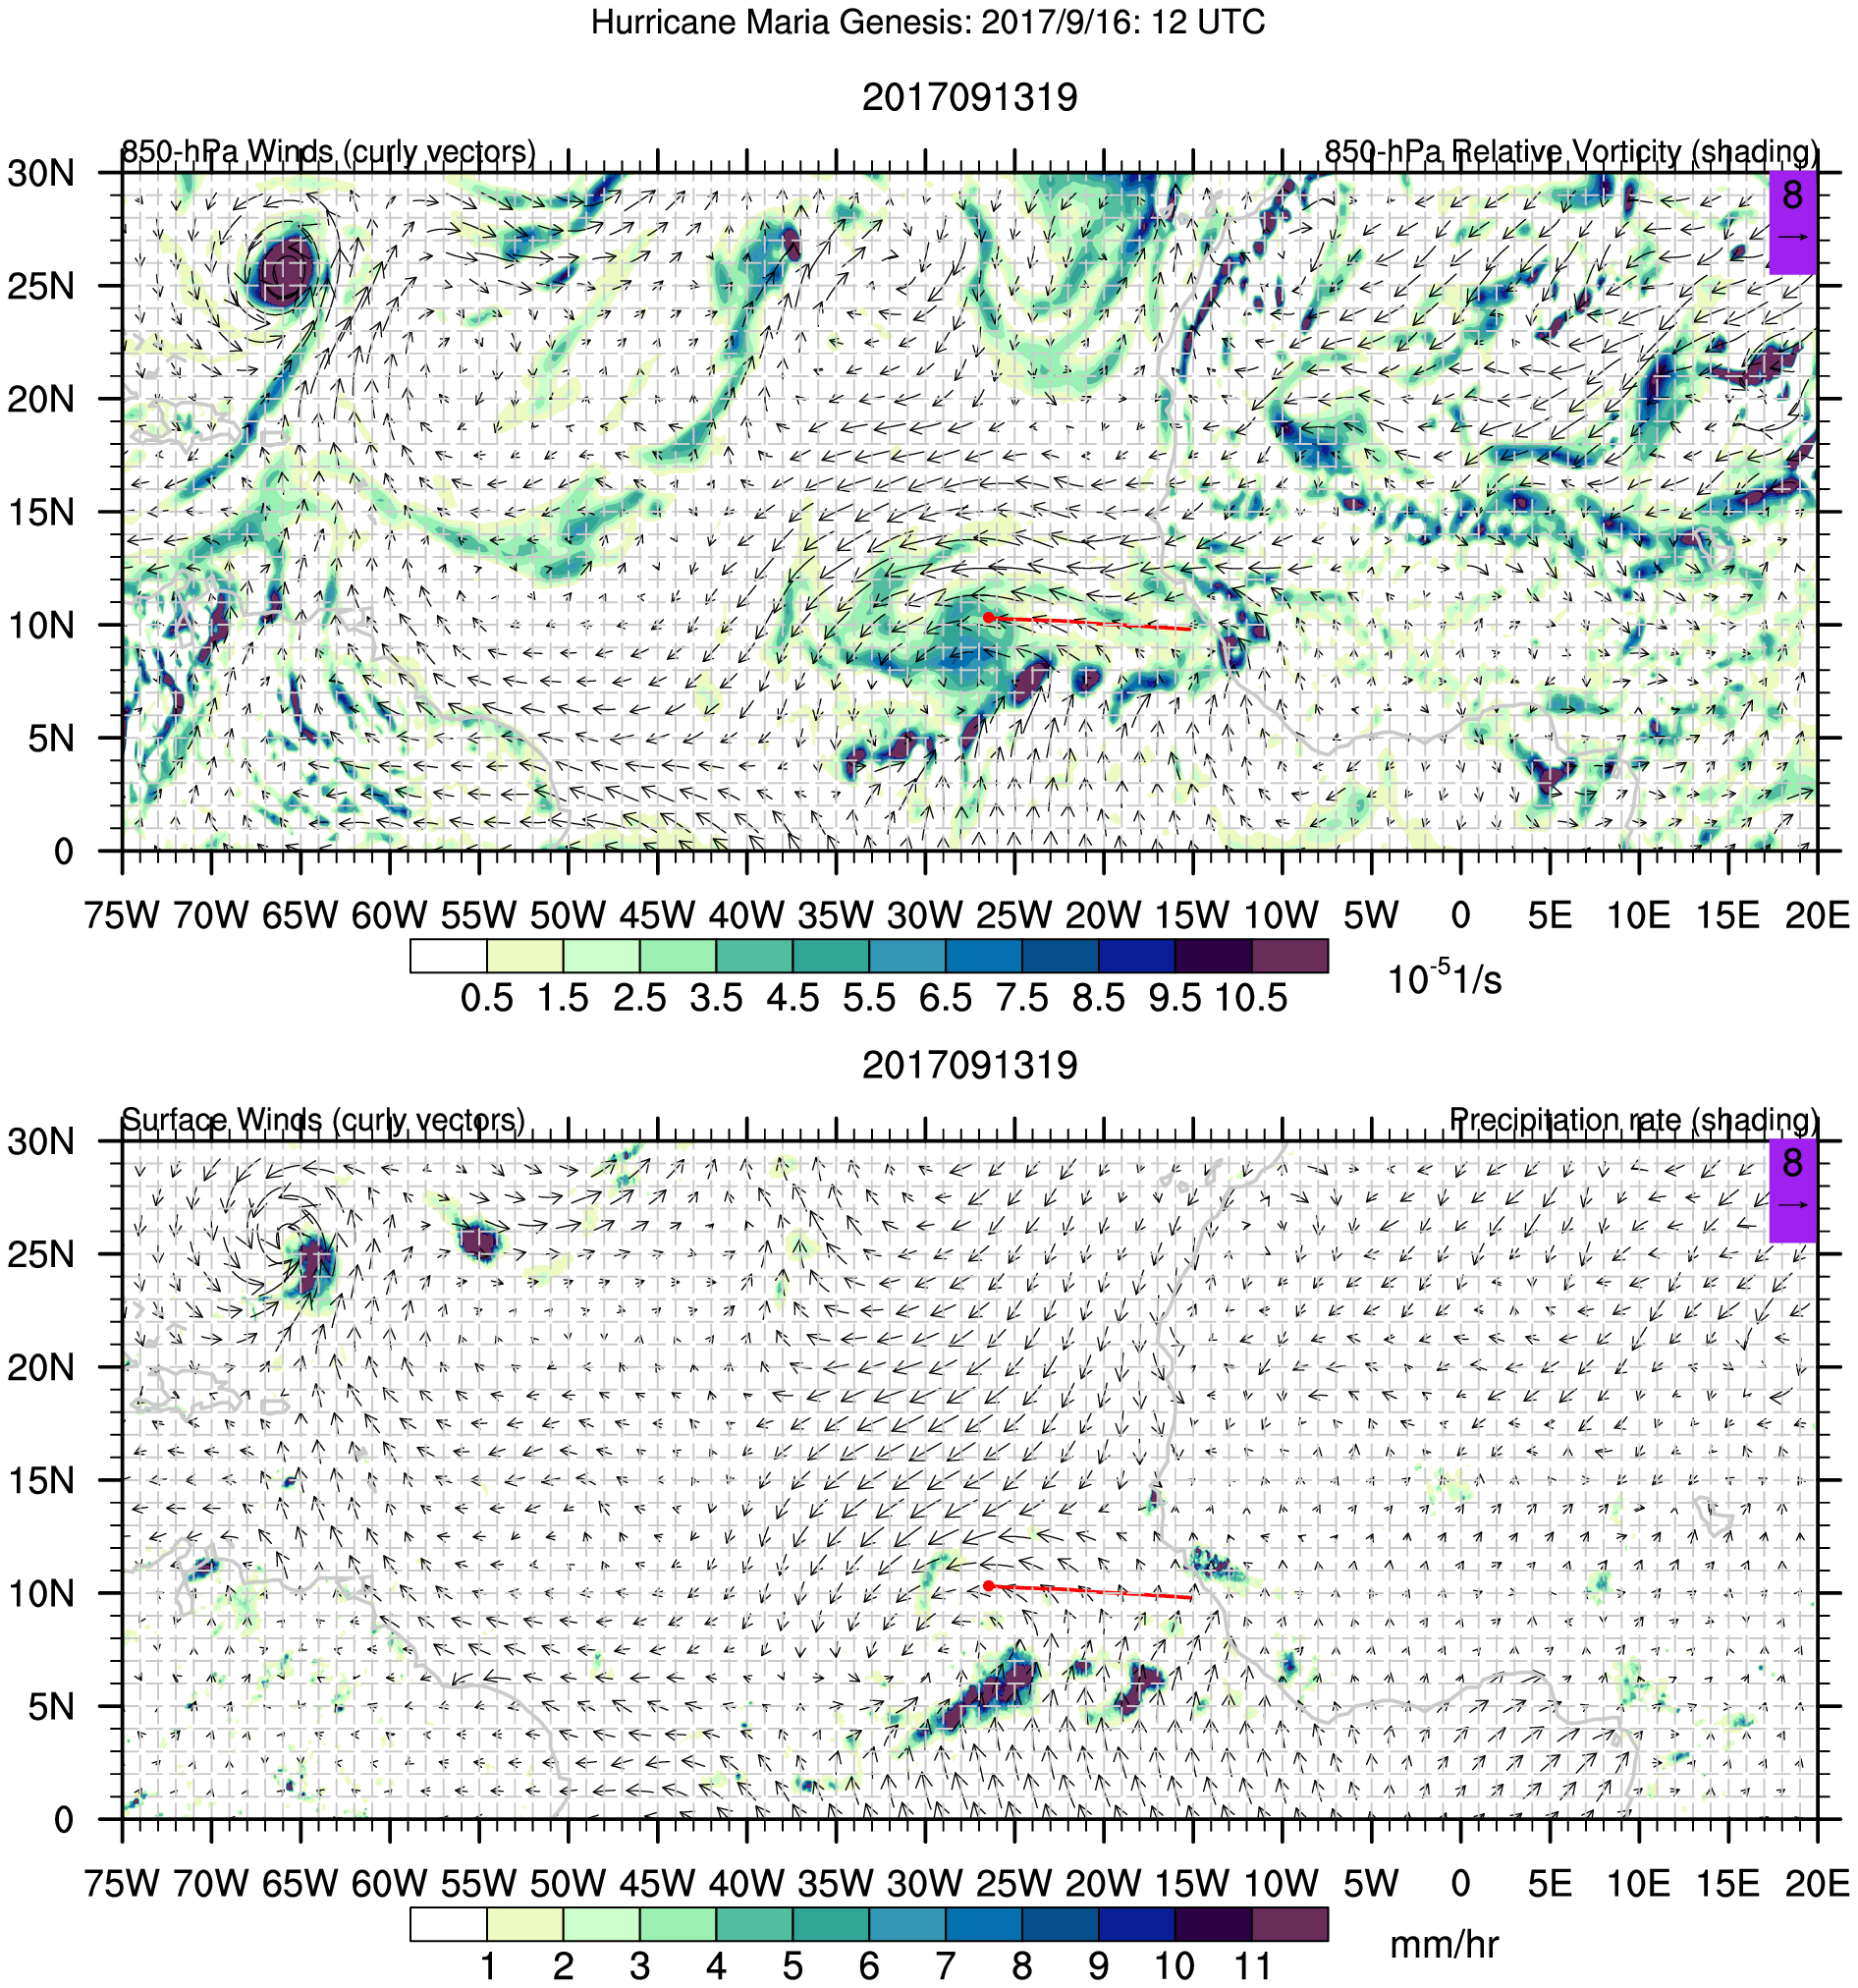 Hurricane Maria Genesis: 2017/9/16: 12 UTC
2017091319
850-hPa Winds (curly vectors) 850-hPa Relative Vorticity (shading)
30N
25N
20N
15N
10N
5N
0
8
75W 70W 65W 60W 55W 50W 45W 40W 35W 30W 25W 20W 15W 10W 5W 0 5E 10E 15E 20E
0.5 1.5 2.5 3.5 4.5 5.5 6.5 7.5 8.5 9.5 10.5
10⁻⁵1/s
2017091319
Surface Winds (curly vectors) Precipitation rate (shading)
30N
25N
20N
15N
10N
5N
0
8
75W 70W 65W 60W 55W 50W 45W 40W 35W 30W 25W 20W 15W 10W 5W 0 5E 10E 15E 20E
1 2 3 4 5 6 7 8 9 10 11
mm/hr